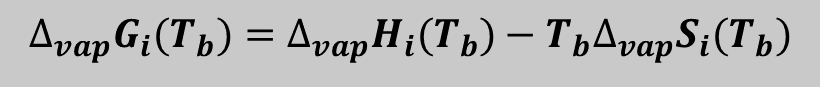 Δ_vap G_i(T_b) = Δ_vap H_i(T_b) − T_b Δ_vap S_i(T_b)